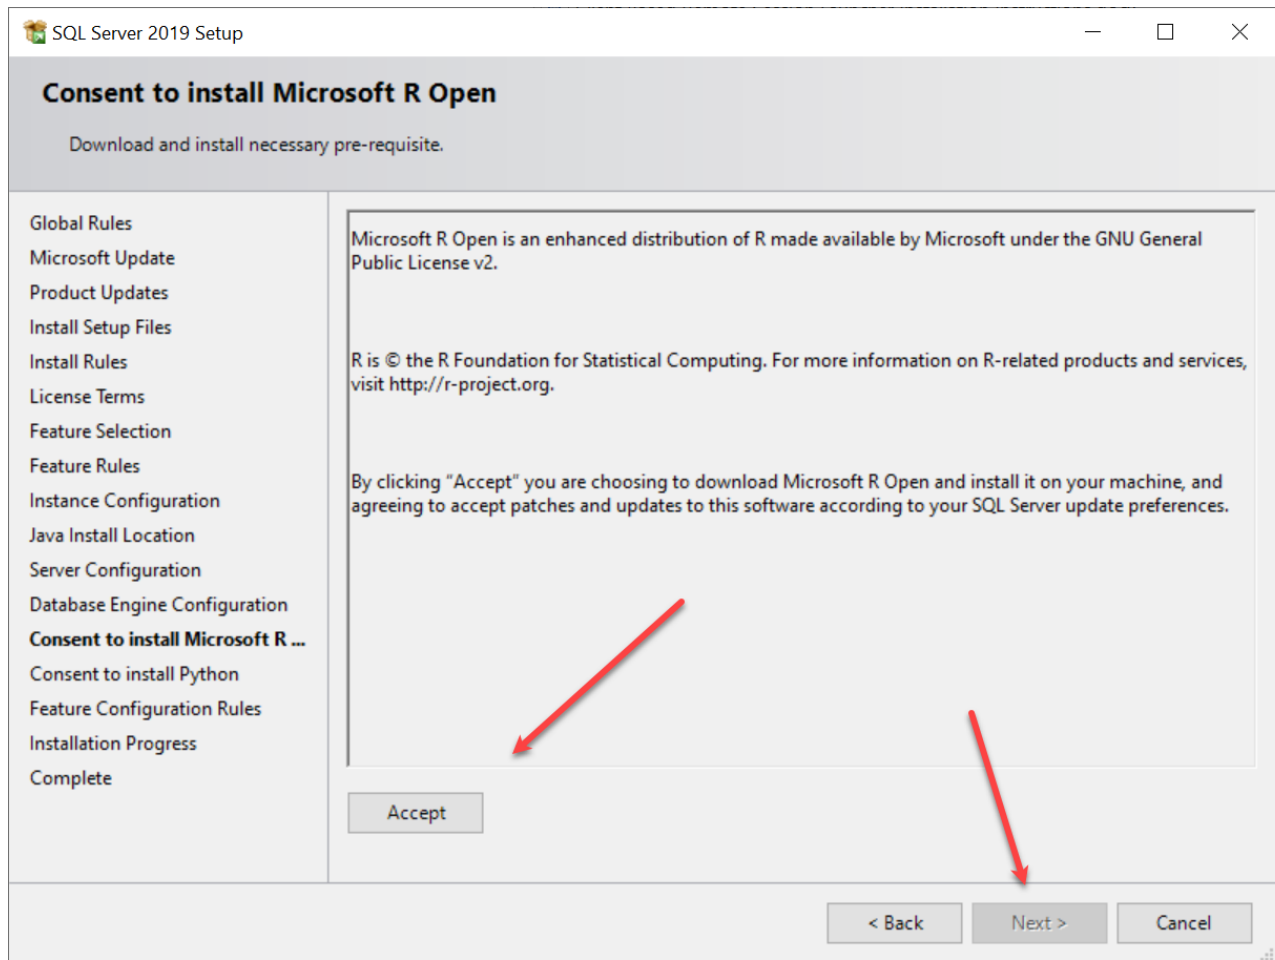 SQL Server 2019 Setup
Consent to install Microsoft R Open
Download and install necessary pre-requisite.
Global Rules
Microsoft Update
Product Updates
Install Setup Files
Install Rules
License Terms
Feature Selection
Feature Rules
Instance Configuration
Java Install Location
Server Configuration
Database Engine Configuration
Consent to install Microsoft R ...
Consent to install Python
Feature Configuration Rules
Installation Progress
Complete
Microsoft R Open is an enhanced distribution of R made available by Microsoft under the GNU General
Public License v2.
R is © the R Foundation for Statistical Computing. For more information on R-related products and services,
visit http://r-project.org.
By clicking "Accept" you are choosing to download Microsoft R Open and install it on your machine, and
agreeing to accept patches and updates to this software according to your SQL Server update preferences.
Accept
< Back
Next >
Cancel